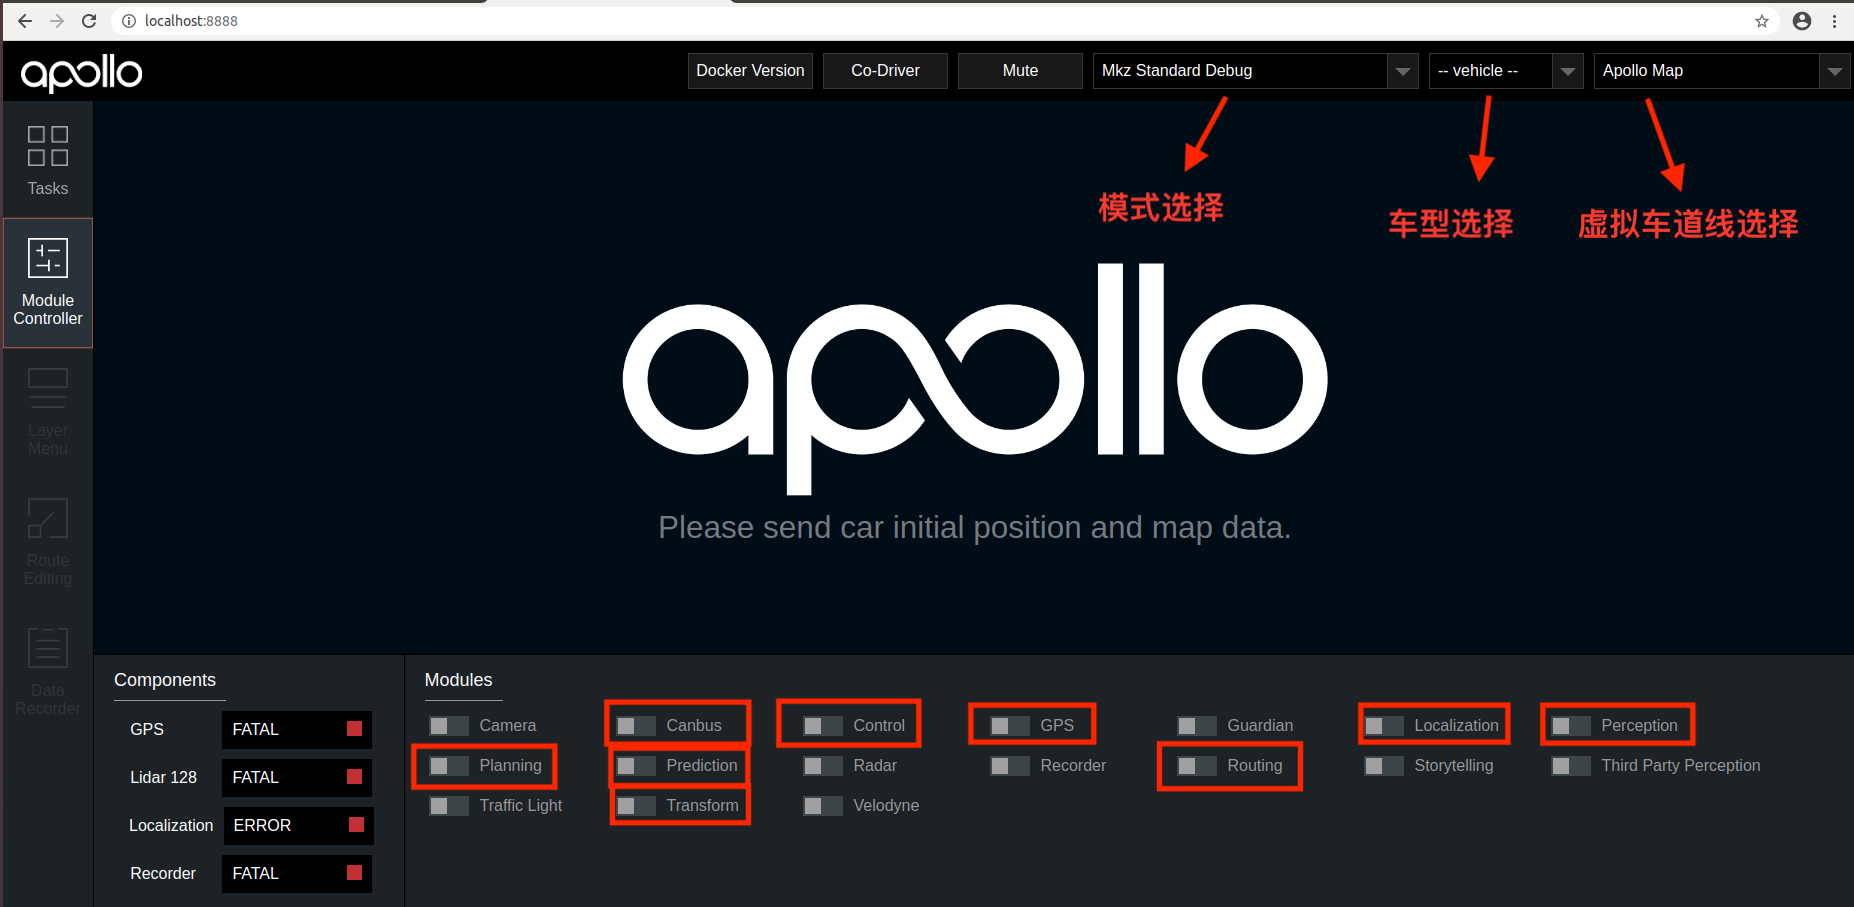 localhost:8888
apollo
Docker Version
Co-Driver
Mute
Mkz Standard Debug
-- vehicle --
Apollo Map
Tasks
Module
Controller
Layer
Menu
Route
Editing
Data
Recorder
模式选择
车型选择
虚拟车道线选择
apollo
Please send car initial position and map data.
Components
GPS FATAL
Lidar 128 FATAL
Localization ERROR
Recorder FATAL
Modules
Camera Canbus Control GPS Guardian Localization Perception
Planning Prediction Radar Recorder Routing Storytelling Third Party Perception
Traffic Light Transform Velodyne